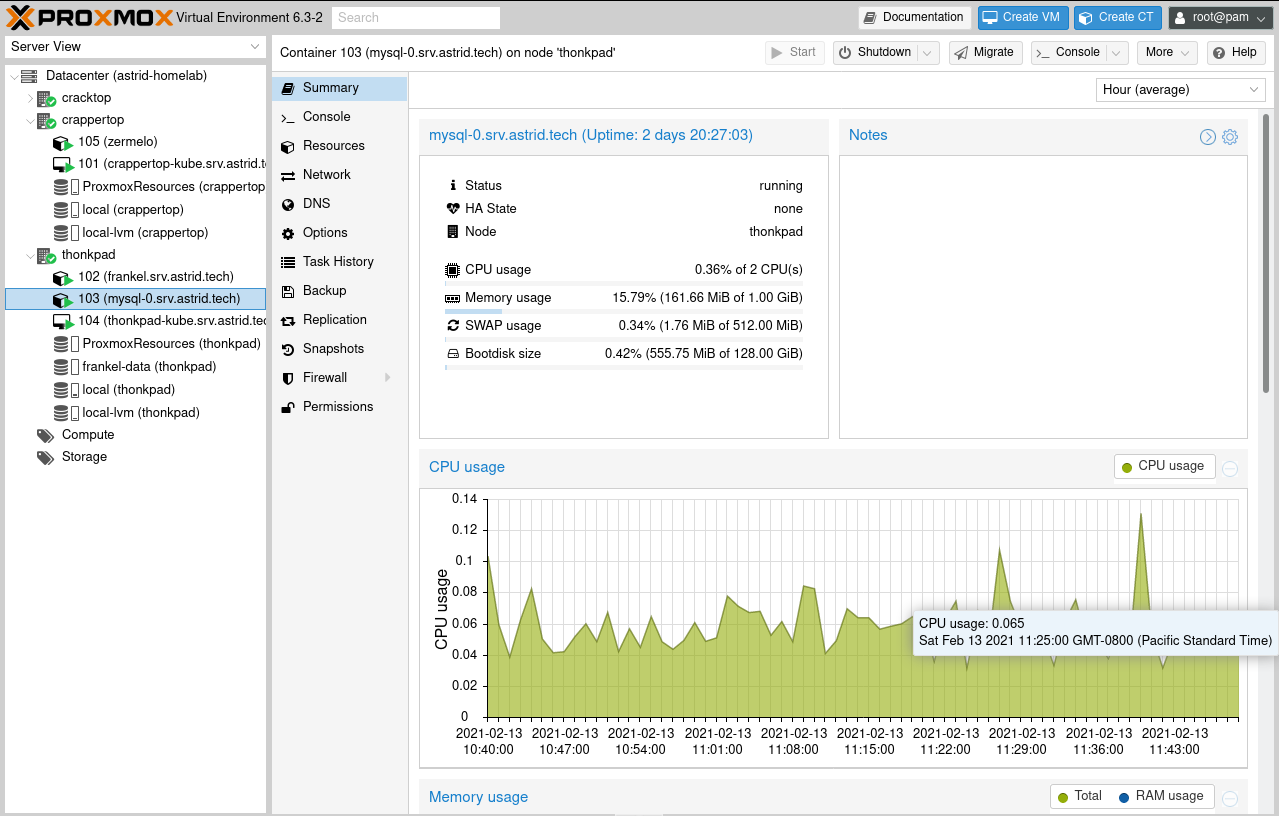 PROXMOX Virtual Environment 6.3-2 Search Documentation Create VM Create CT root@pam
Server View
Datacenter (astrid-homelab)
cracktop
crappertop
105 (zermelo)
101 (crappertop-kube.srv.astrid.t
ProxmoxResources (crappertop
local (crappertop)
local-lvm (crappertop)
thonkpad
102 (frankel.srv.astrid.tech)
103 (mysql-0.srv.astrid.tech)
104 (thonkpad-kube.srv.astrid.tec
ProxmoxResources (thonkpad)
frankel-data (thonkpad)
local (thonkpad)
local-lvm (thonkpad)
Compute
Storage
Container 103 (mysql-0.srv.astrid.tech) on node 'thonkpad' Start Shutdown Migrate Console More Help
Summary
Console
Resources
Network
DNS
Options
Task History
Backup
Replication
Snapshots
Firewall
Permissions
Hour (average)
mysql-0.srv.astrid.tech (Uptime: 2 days 20:27:03)
Status running
HA State none
Node thonkpad
CPU usage 0.36% of 2 CPU(s)
Memory usage 15.79% (161.66 MiB of 1.00 GiB)
SWAP usage 0.34% (1.76 MiB of 512.00 MiB)
Bootdisk size 0.42% (555.75 MiB of 128.00 GiB)
Notes
CPU usage CPU usage
CPU usage
0.14
0.12
0.1
0.08
0.06
0.04
0.02
0
CPU usage: 0.065
Sat Feb 13 2021 11:25:00 GMT-0800 (Pacific Standard Time)
2021-02-13 2021-02-13 2021-02-13 2021-02-13 2021-02-13 2021-02-13 2021-02-13 2021-02-13 2021-02-13 2021-02-13
10:40:00 10:47:00 10:54:00 11:01:00 11:08:00 11:15:00 11:22:00 11:29:00 11:36:00 11:43:00
Memory usage Total RAM usage